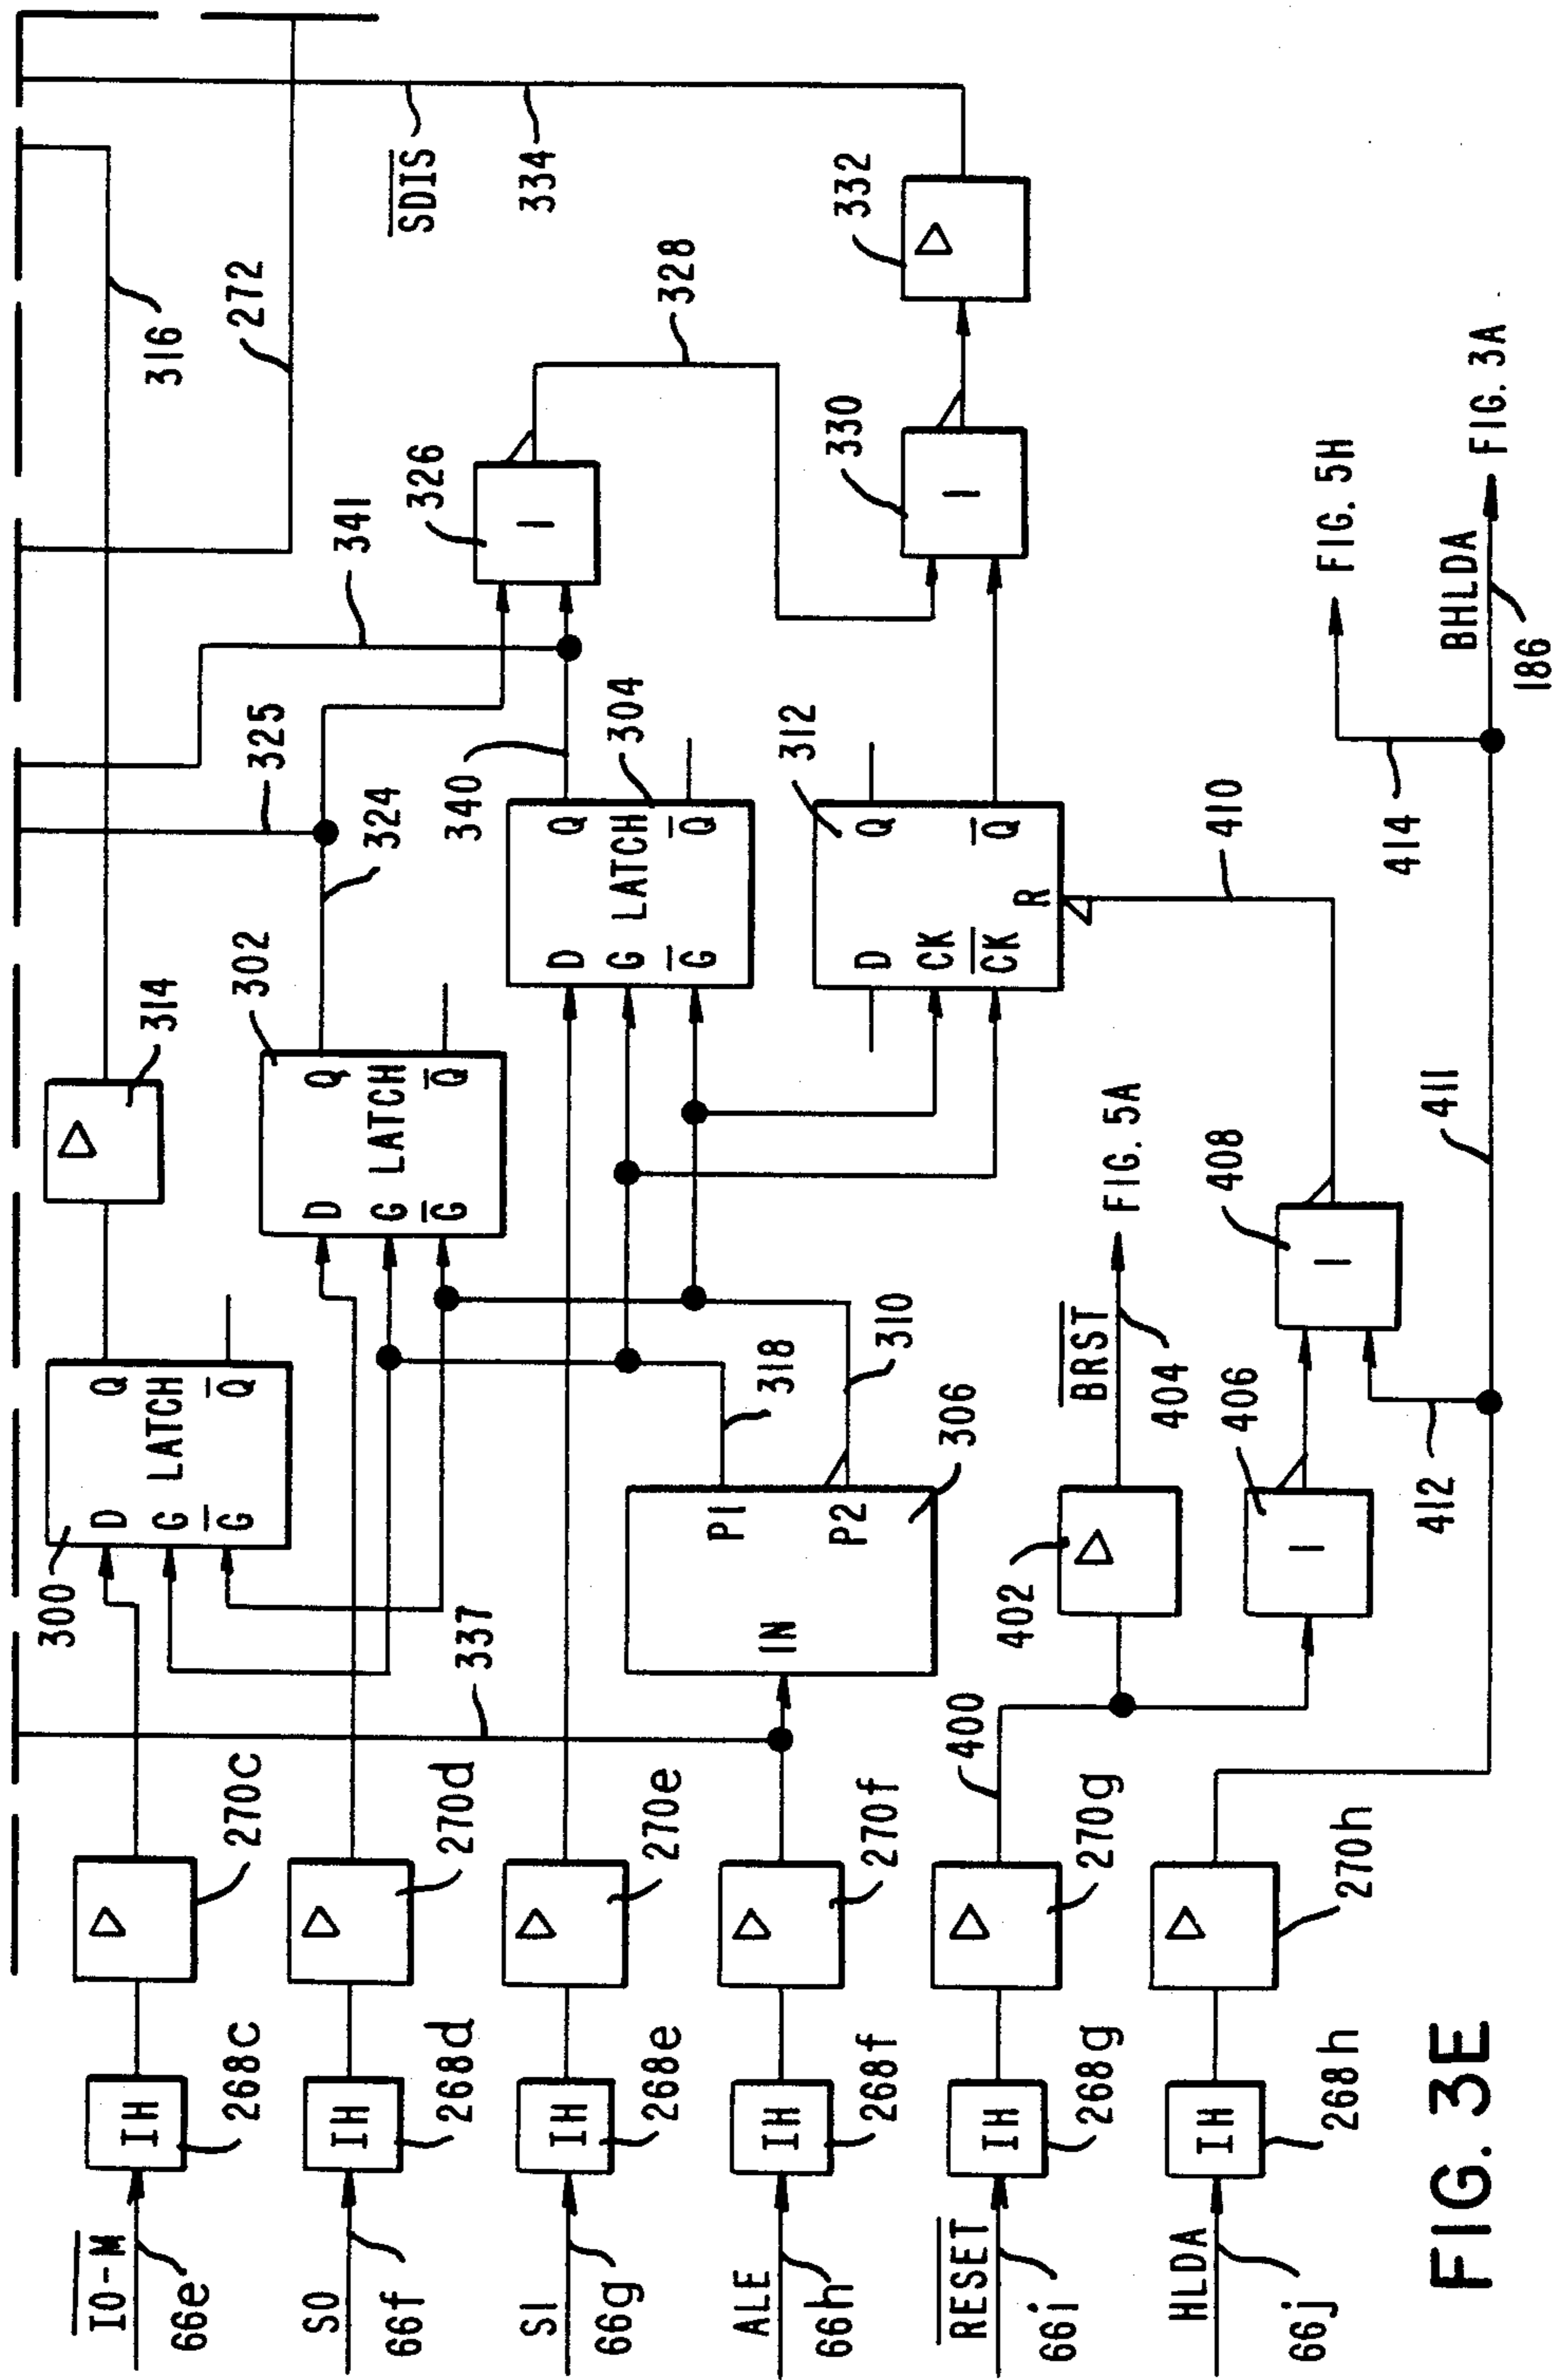 IO-M
66e
IH
268c
270c
300
D Q
G LATCH
G Q
314
316
272
SDIS
334
S0
66f
IH
268d
270d
302
D Q
G LATCH
G Q
324
325
341
326
I
328
S1
66g
IH
268e
270e
337
340
304
D Q
G LATCH
G Q
ALE
66h
IH
268f
270f
IN
P1
P2
306
318
310
312
D Q
CK
CK Q
R
330
I
332
RESET
66i
IH
268g
270g
400
402
BRST
404
FIG. 5A
406
I
408
I
410
412
HLDA
66j
IH
268h
270h
411
414
FIG. 5H
BHLDA
186
FIG. 3A
FIG. 3E